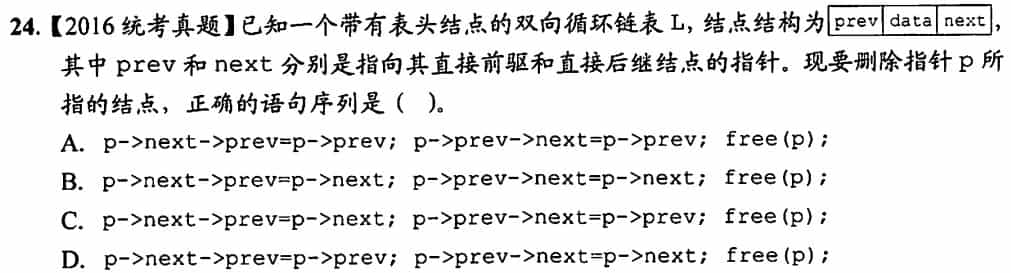 24.【2016 统考真题】已知一个带有表头结点的双向循环链表 L，结点结构为 prev data next，
其中 prev 和 next 分别是指向其直接前驱和直接后继结点的指针。现要删除指针 p 所
指的结点，正确的语句序列是（ ）。
A. p->next->prev=p->prev; p->prev->next=p->prev; free(p);
B. p->next->prev=p->next; p->prev->next=p->next; free(p);
C. p->next->prev=p->next; p->prev->next=p->prev; free(p);
D. p->next->prev=p->prev; p->prev->next=p->next; free(p);